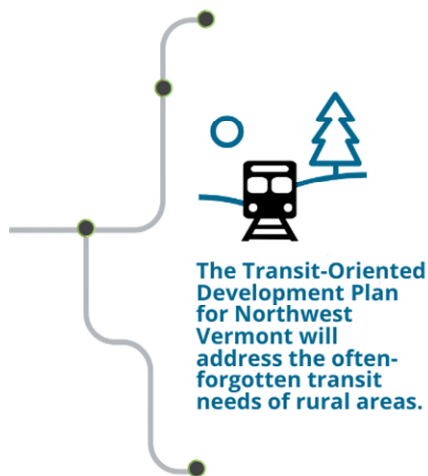 The Transit-Oriented
Development Plan
for Northwest
Vermont will
address the often-
forgotten transit
needs of rural areas.